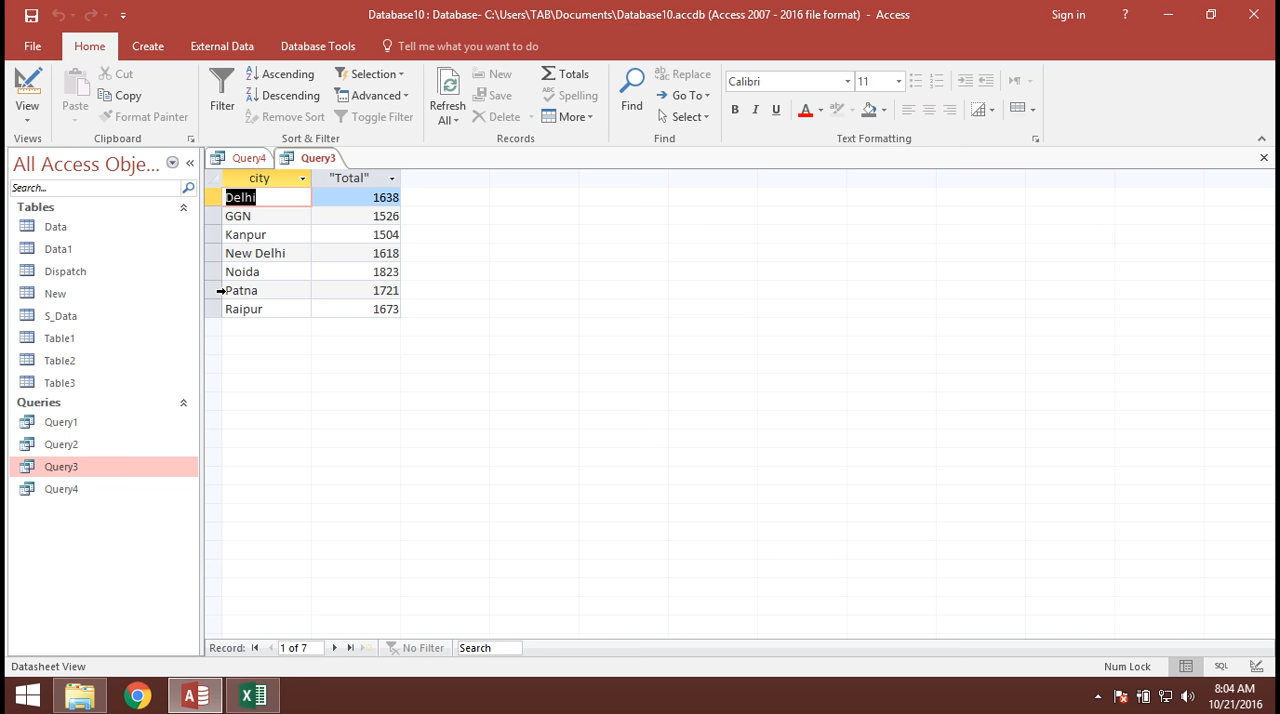 Database10 : Database- C:\Users\TAB\Documents\Database10.accdb (Access 2007 - 2016 file format) - Access
Sign in
?
File
Home
Create
External Data
Database Tools
Tell me what you want to do
View
Views
Paste
Cut
Copy
Format Painter
Clipboard
Filter
Ascending
Descending
Remove Sort
Selection
Advanced
Toggle Filter
Sort & Filter
Refresh
All
New
Save
Delete
Totals
Spelling
More
Records
Find
Replace
Go To
Select
Find
Calibri
11
B I U
Text Formatting
All Access Obje...
Search...
Tables
Data
Data1
Dispatch
New
S_Data
Table1
Table2
Table3
Queries
Query1
Query2
Query3
Query4
Query4
Query3
city "Total"
Delhi 1638
GGN 1526
Kanpur 1504
New Delhi 1618
Noida 1823
Patna 1721
Raipur 1673
Record: 1 of 7 No Filter Search
Datasheet View
Num Lock
SQL
8:04 AM
10/21/2016